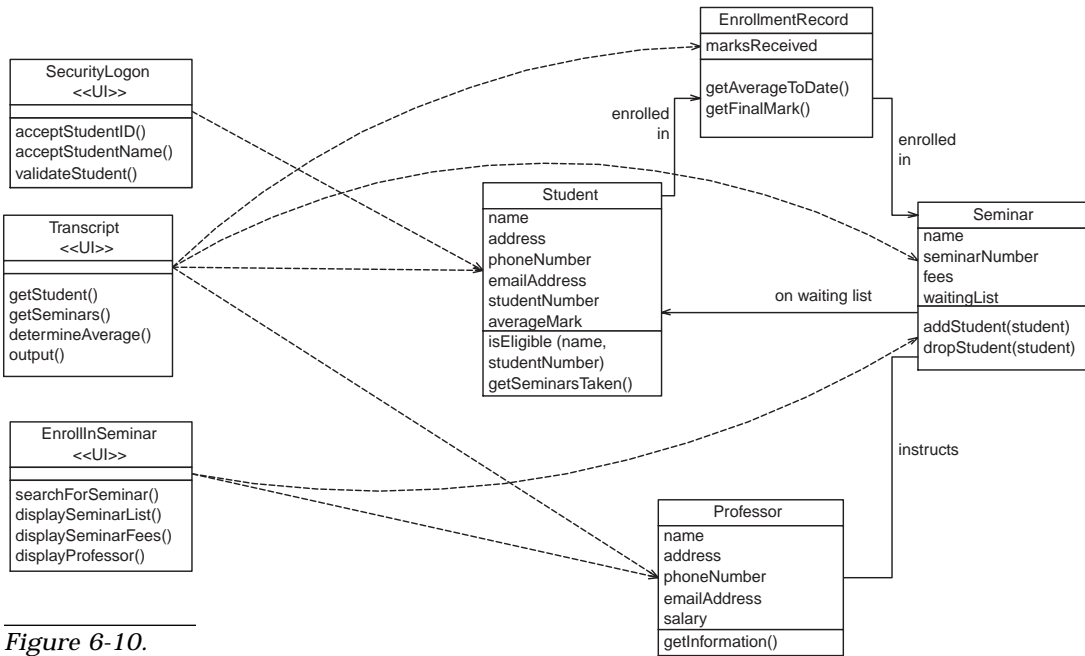 EnrollmentRecord
marksReceived
getAverageToDate()
getFinalMark()
SecurityLogon
<<UI>>
acceptStudentID()
acceptStudentName()
validateStudent()
enrolled
in
enrolled
in
Student
name
address
phoneNumber
emailAddress
studentNumber
averageMark
isEligible (name,
studentNumber)
getSeminarsTaken()
Transcript
<<UI>>
getStudent()
getSeminars()
determineAverage()
output()
Seminar
name
seminarNumber
fees
waitingList
addStudent(student)
dropStudent(student)
on waiting list
EnrollInSeminar
<<UI>>
searchForSeminar()
displaySeminarList()
displaySeminarFees()
displayProfessor()
instructs
Professor
name
address
phoneNumber
emailAddress
salary
getInformation()
Figure 6-10.